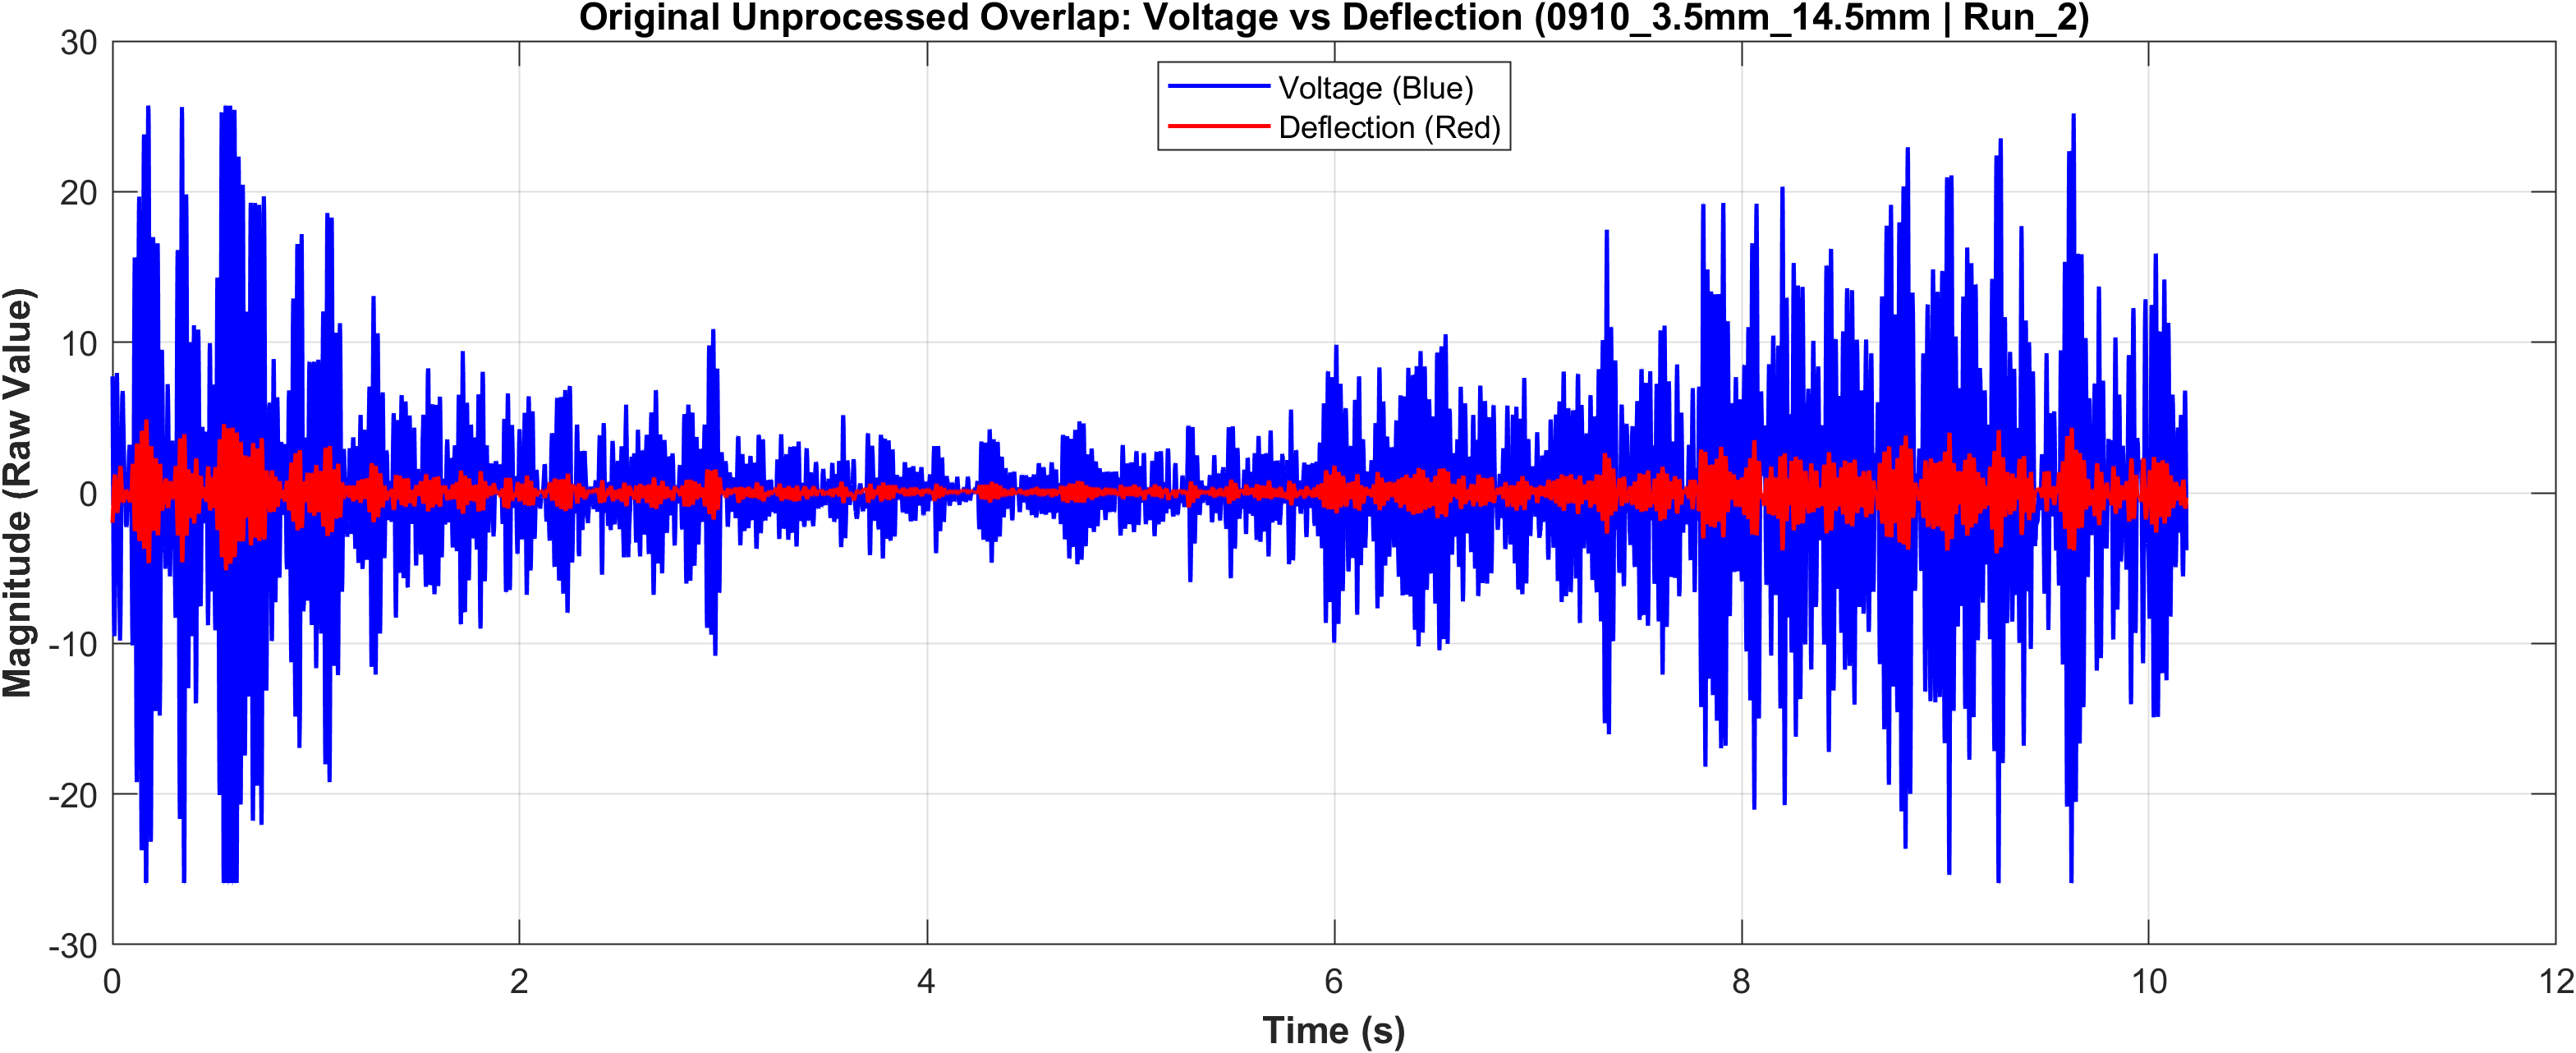 Original Unprocessed Overlap: Voltage vs Deflection (0910_3.5mm_14.5mm | Run_2)
Voltage (Blue)
Deflection (Red)
Magnitude (Raw Value)
30
20
10
0
-10
-20
-30
0
2
4
6
8
10
12
Time (s)